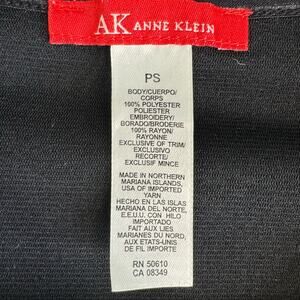 AK ANNE KLEIN
PS
BODY/CUERPO/
CORPS
100% POLYESTER
POLIESTER
EMBROIDERY/
BORADO/BRODERIE
100% RAYON/
RAYONNE
EXCLUSIVE OF TRIM/
EXCLUSIVO
RECORTE/
EXCLUSIF MINCE
MADE IN NORTHERN
MARIANA ISLANDS,
USA OF IMPORTED
YARN
HECHO EN LAS ISLAS
MARIANA DEL NORTE,
E.E.U.U. CON HILO
IMPORTADO
FAIT AUX LIES
MARIANES DU NORD,
AUX ETATS-UNIS
DE FIL IMPORTE
RN 50610
CA 08349